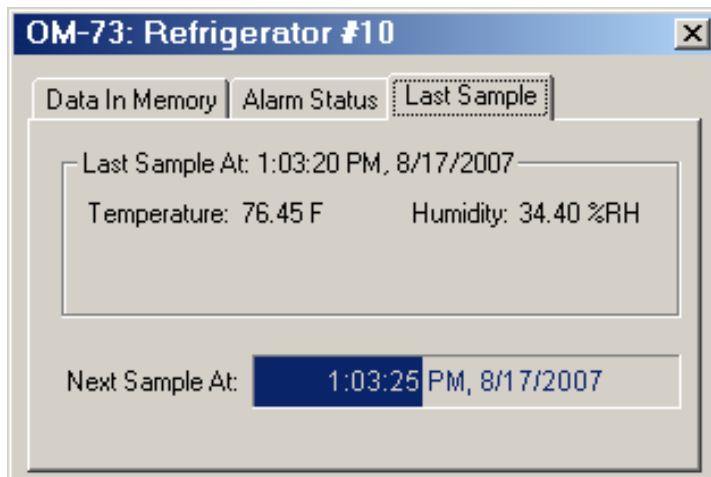 OM-73: Refrigerator #10
Data In Memory Alarm Status Last Sample
Last Sample At: 1:03:20 PM, 8/17/2007
Temperature: 76.45 F Humidity: 34.40 %RH
Next Sample At: 1:03:25 PM, 8/17/2007